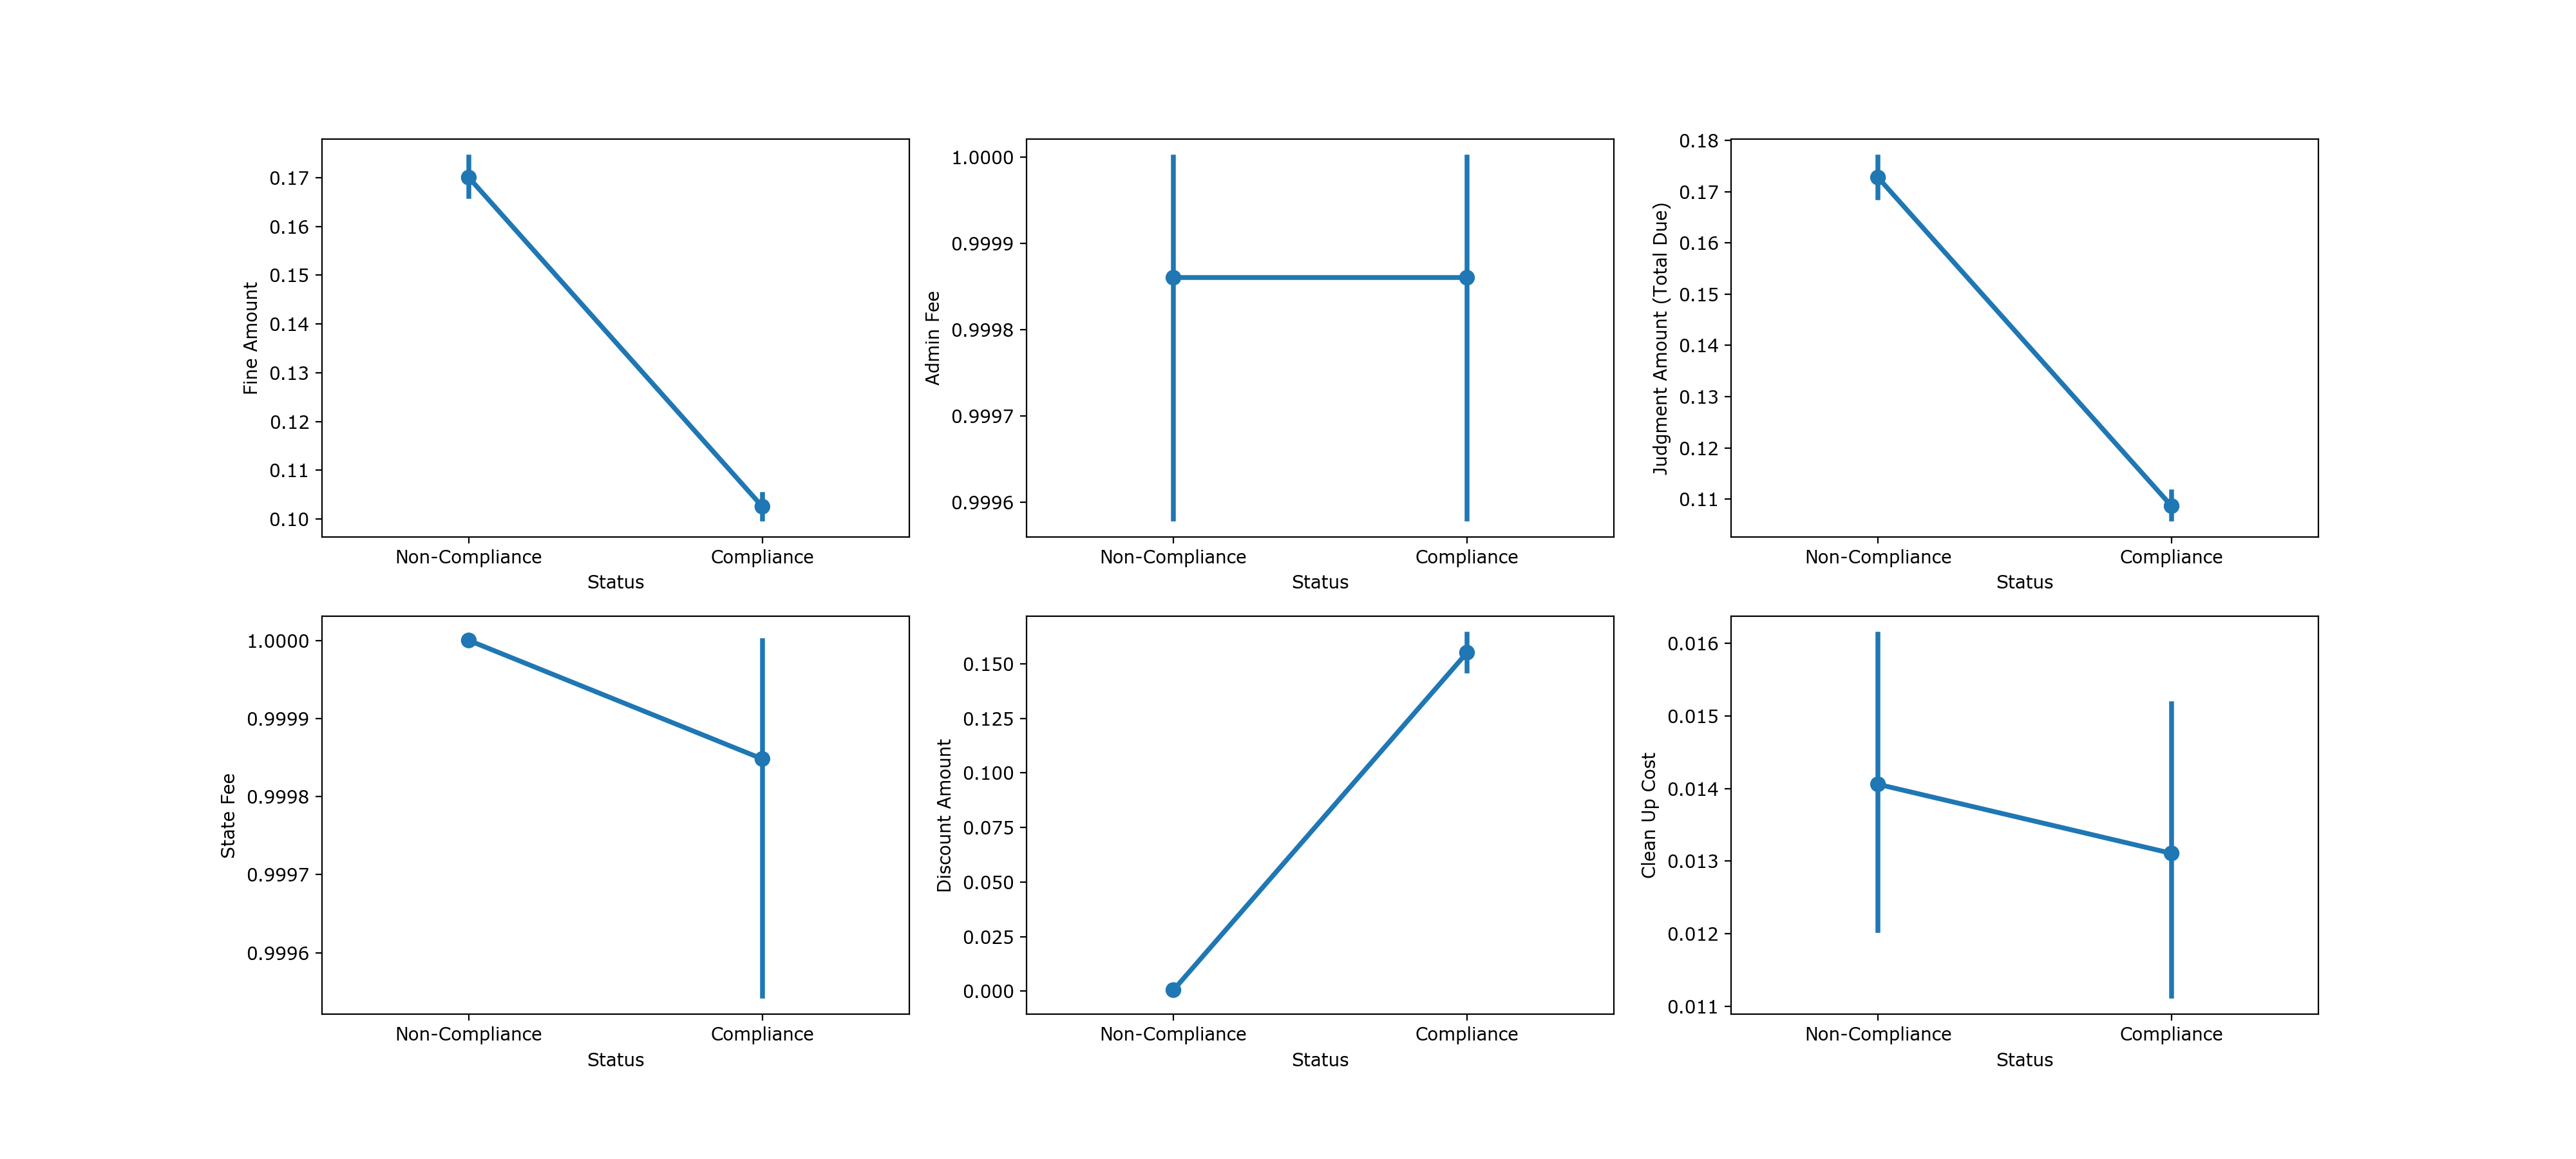 Fine Amount
0.17
0.16
0.15
0.14
0.13
0.12
0.11
0.10
Non-Compliance Compliance
Status
Admin Fee
1.0000
0.9999
0.9998
0.9997
0.9996
Non-Compliance Compliance
Status
Judgment Amount (Total Due)
0.18
0.17
0.16
0.15
0.14
0.13
0.12
0.11
Non-Compliance Compliance
Status
State Fee
1.0000
0.9999
0.9998
0.9997
0.9996
Non-Compliance Compliance
Status
Discount Amount
0.150
0.125
0.100
0.075
0.050
0.025
0.000
Non-Compliance Compliance
Status
Clean Up Cost
0.016
0.015
0.014
0.013
0.012
0.011
Non-Compliance Compliance
Status